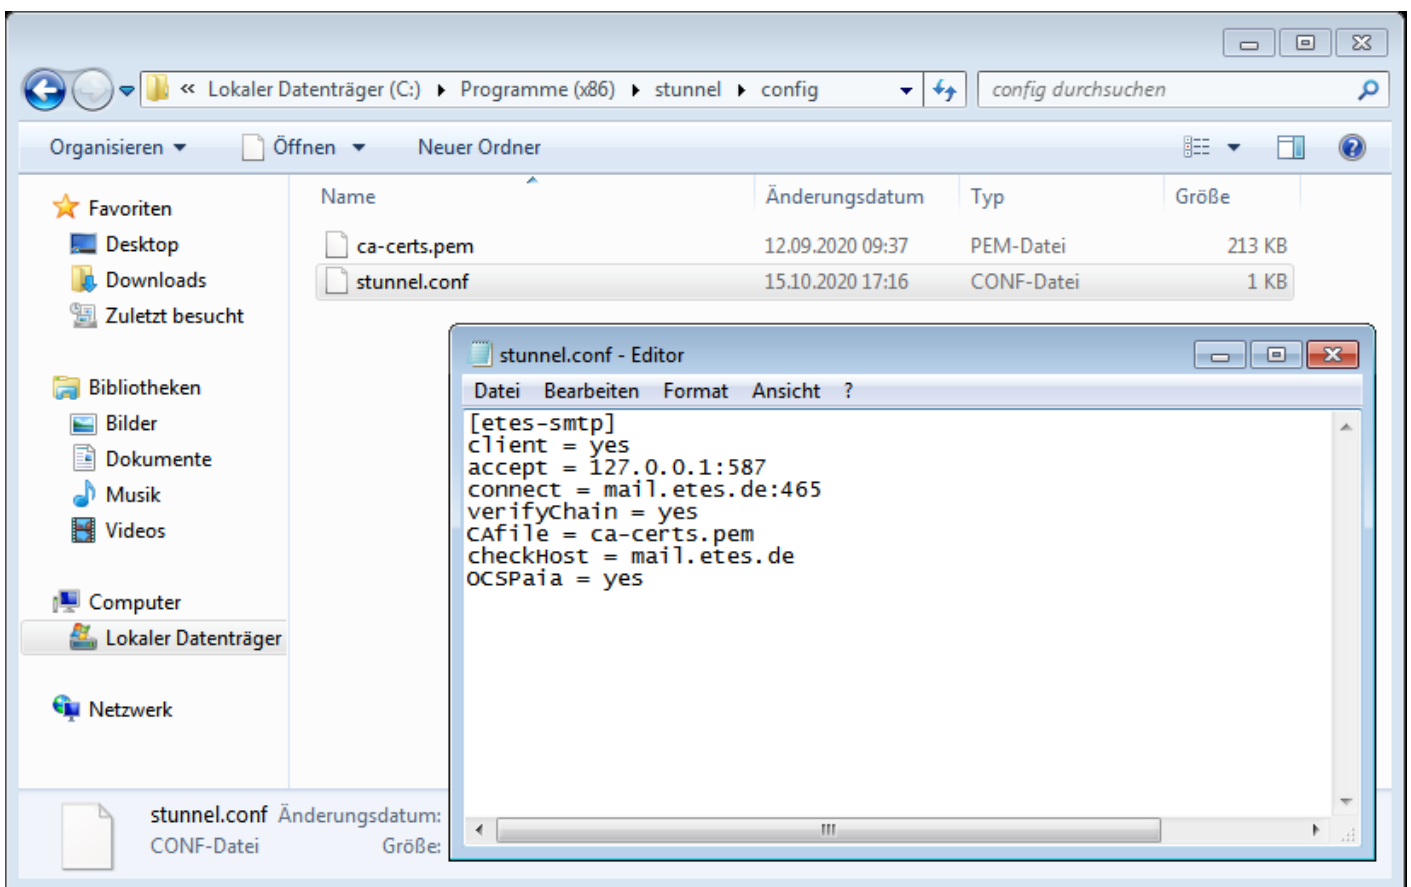 « Lokaler Datenträger (C:) Programme (x86) stunnel config
config durchsuchen
Organisieren Öffnen Neuer Ordner
Name Änderungsdatum Typ Größe
Favoriten
Desktop
Downloads
Zuletzt besucht
Bibliotheken
Bilder
Dokumente
Musik
Videos
Computer
Lokaler Datenträger
Netzwerk
ca-certs.pem 12.09.2020 09:37 PEM-Datei 213 KB
stunnel.conf 15.10.2020 17:16 CONF-Datei 1 KB
stunnel.conf - Editor
Datei Bearbeiten Format Ansicht ?
[etes-smtp]
client = yes
accept = 127.0.0.1:587
connect = mail.etes.de:465
verifyChain = yes
CAfile = ca-certs.pem
checkHost = mail.etes.de
OCSPaia = yes
stunnel.conf Änderungsdatum:
CONF-Datei Größe: